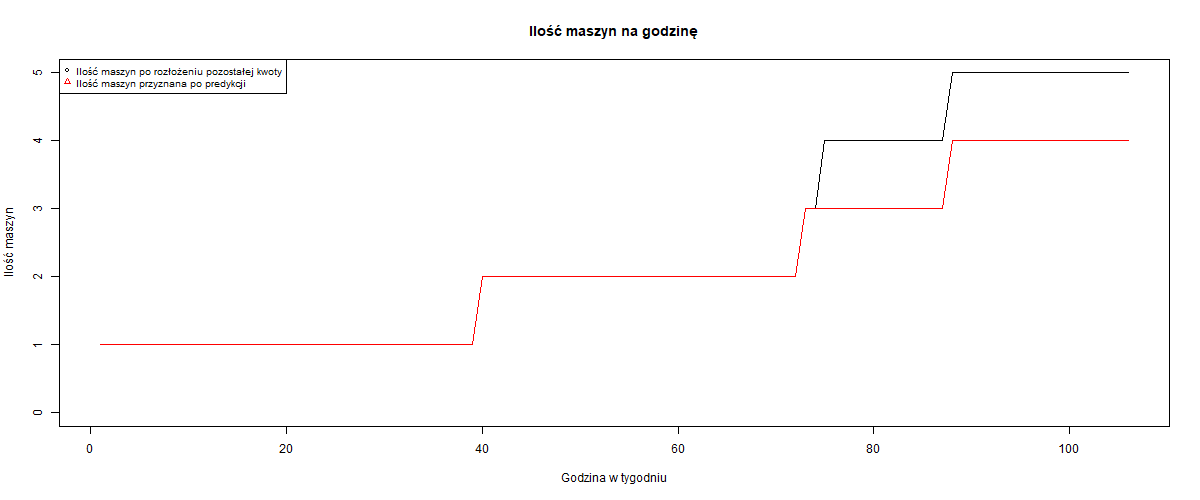 Ilość maszyn na godzinę
Ilość maszyn po rozłożeniu pozostałej kwoty
Ilość maszyn przyznana po predykcji
5
4
3
2
1
0
Ilość maszyn
0 20 40 60 80 100
Godzina w tygodniu